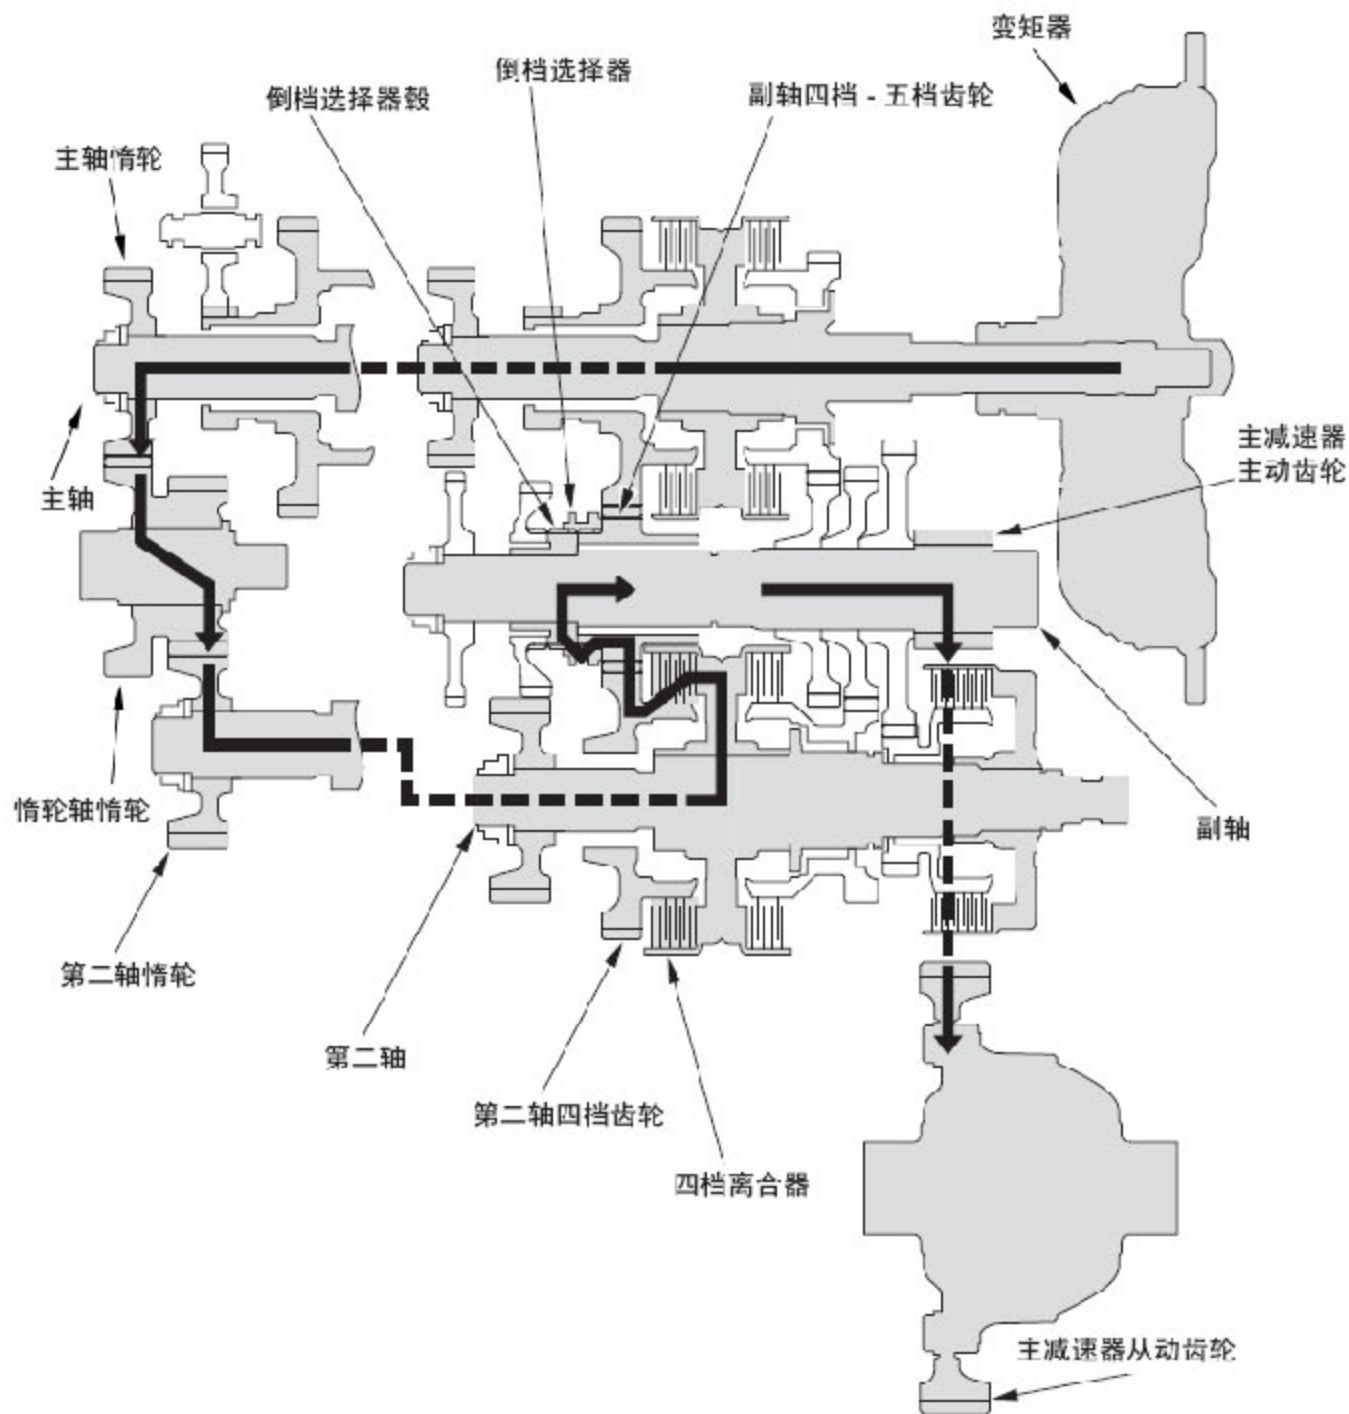 变矩器
倒档选择器
倒档选择器毂
副轴四档 - 五档齿轮
主轴惰轮
主减速器
主动齿轮
主轴
惰轮轴惰轮
副轴
第二轴惰轮
第二轴
第二轴四档齿轮
四档离合器
主减速器从动齿轮